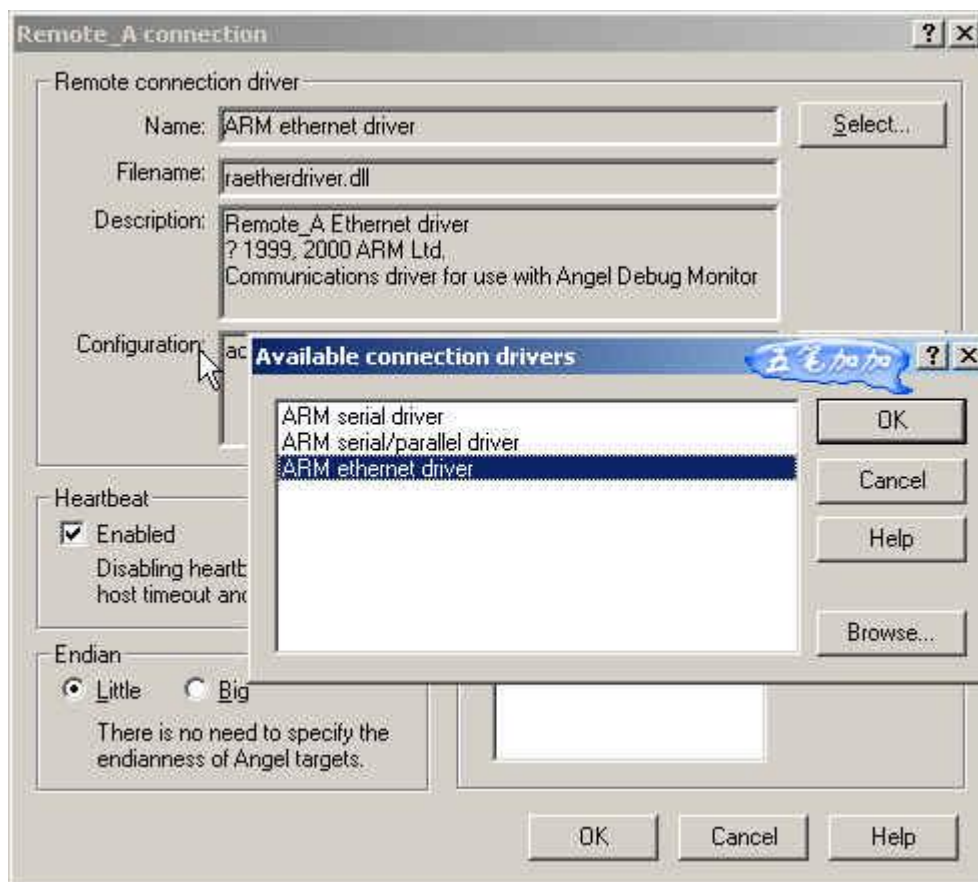 Remote_A connection
Remote connection driver
Name: ARM ethernet driver
Select...
Filename: raetherdriver.dll
Description: Remote_A Ethernet driver
? 1999, 2000 ARM Ltd.
Communications driver for use with Angel Debug Monitor
Configuration:
Available connection drivers
五笔加加
ARM serial driver
ARM serial/parallel driver
ARM ethernet driver
OK
Cancel
Help
Browse...
Heartbeat
Enabled
Disabling
host timeout and
Endian
Little
Big
There is no need to specify the
endianness of Angel targets.
OK
Cancel
Help